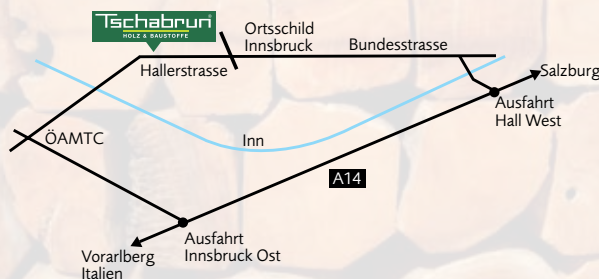 Tschabrun
HOLZ & BAUSTOFFE
Ortsschild
Innsbruck
Bundesstrasse
Hallerstrasse
Salzburg
Ausfahrt
Hall West
ÖAMTC
Inn
A14
Ausfahrt
Innsbruck Ost
Vorarlberg
Italien